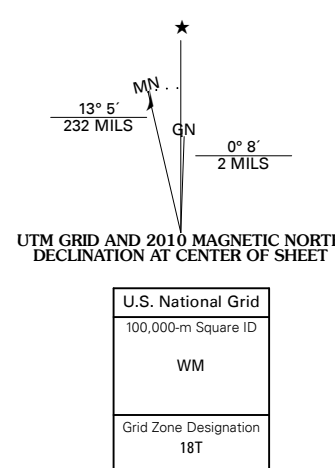 ★
MN
GN
13° 5´
232 MILS
0° 8´
2 MILS
UTM GRID AND 2010 MAGNETIC NORTH
DECLINATION AT CENTER OF SHEET
U.S. National Grid
100,000-m Square ID
WM
Grid Zone Designation
18T